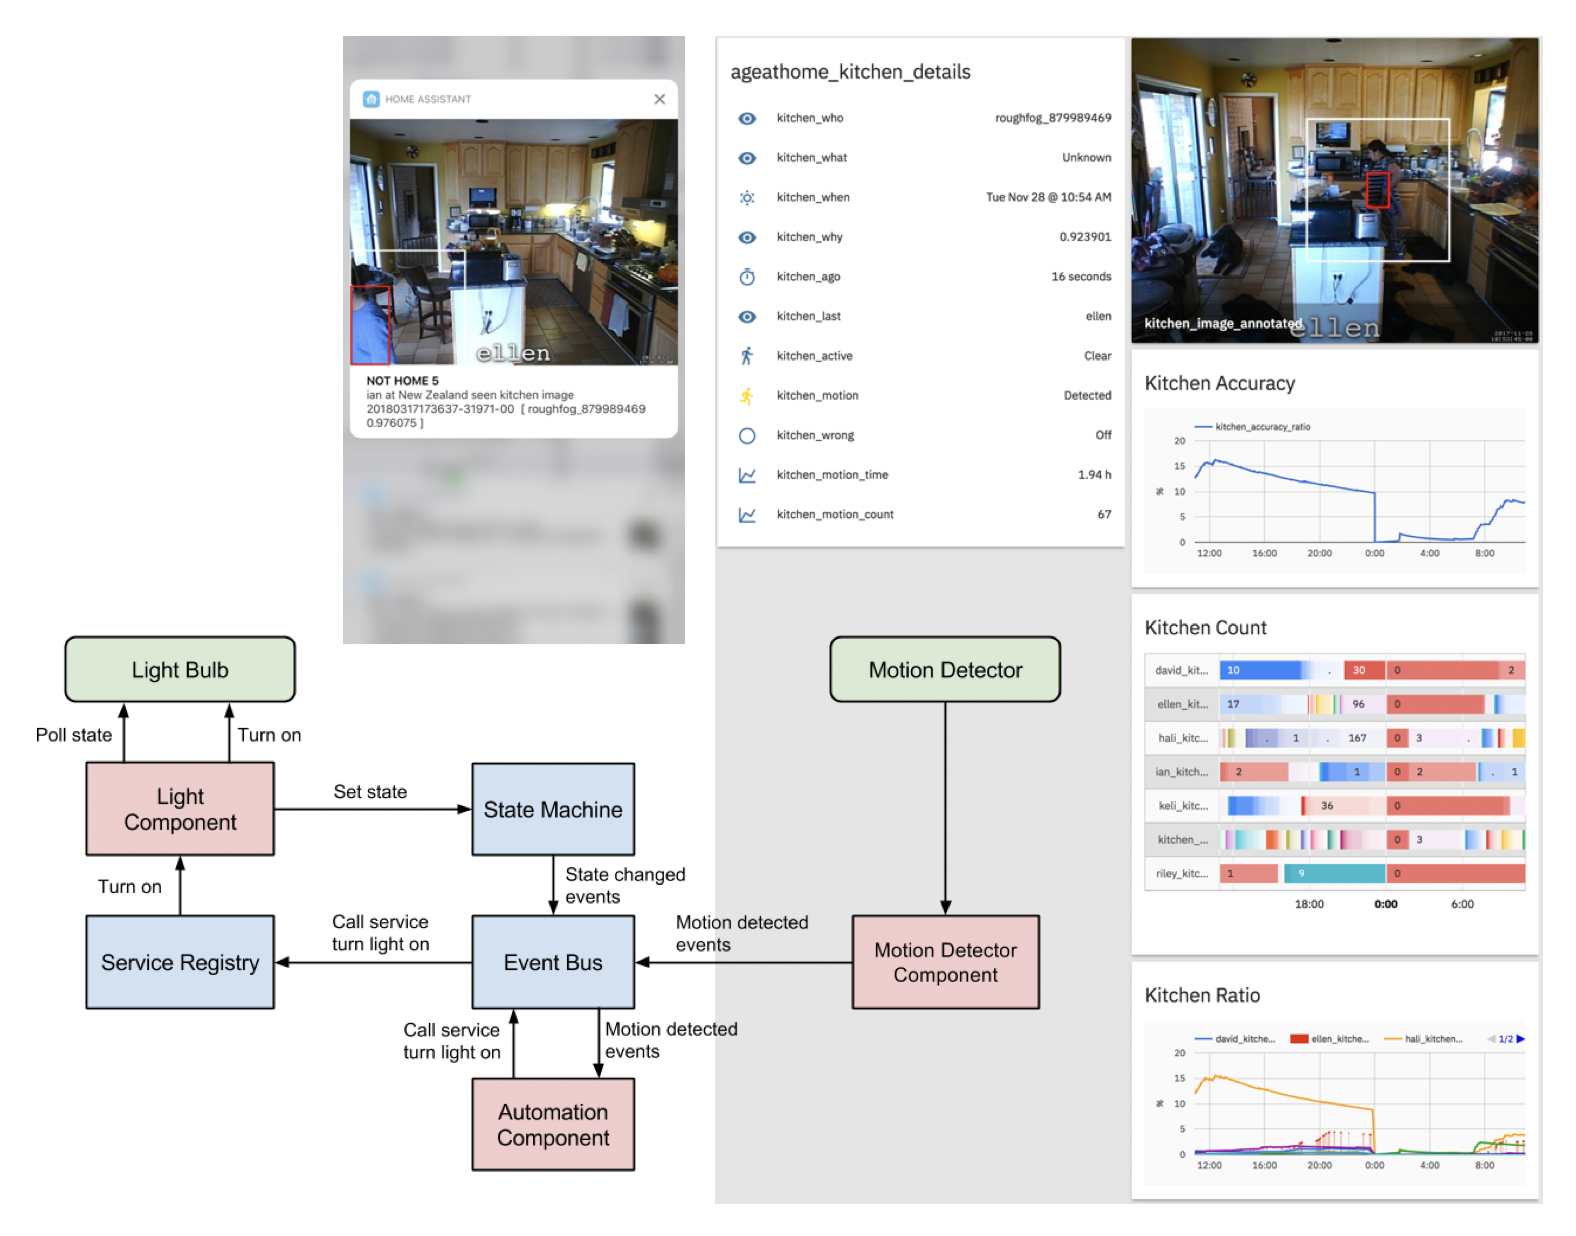 HOME ASSISTANT
ellen
NOT HOME 5
ian at New Zealand seen kitchen image
20180317173637-31971-00 [ roughfog_879989469
0.976075 ]
ageathome_kitchen_details
kitchen_who roughfog_879989469
kitchen_what Unknown
kitchen_when Tue Nov 28 @ 10:54 AM
kitchen_why 0.923901
kitchen_ago 16 seconds
kitchen_last ellen
kitchen_active Clear
kitchen_motion Detected
kitchen_wrong Off
kitchen_motion_time 1.94 h
kitchen_motion_count 67
kitchen_image_annotated
ellen
Kitchen Accuracy
kitchen_accuracy_ratio
20
15
10
5
0
%
12:00 16:00 20:00 0:00 4:00 8:00
Kitchen Count
david_kit... 10 . 30 0 2
ellen_kit... 17 96 0
hali_kitc... . 1 . 167 0 3 .
ian_kitch... 2 1 0 2 . 1
keli_kitc... 36 0
kitchen_... 0 3
riley_kitc... 1 9 0
18:00 0:00 6:00
Kitchen Ratio
david_kitche... ellen_kitche... hali_kitchen... 1/2
20
15
10
5
0
%
12:00 16:00 20:00 0:00 4:00 8:00
Light Bulb
Motion Detector
Poll state
Turn on
Light
Component
Set state
State Machine
Turn on
State changed
events
Call service
turn light on
Motion detected
events
Service Registry
Event Bus
Motion Detector
Component
Call service
turn light on
Motion detected
events
Automation
Component